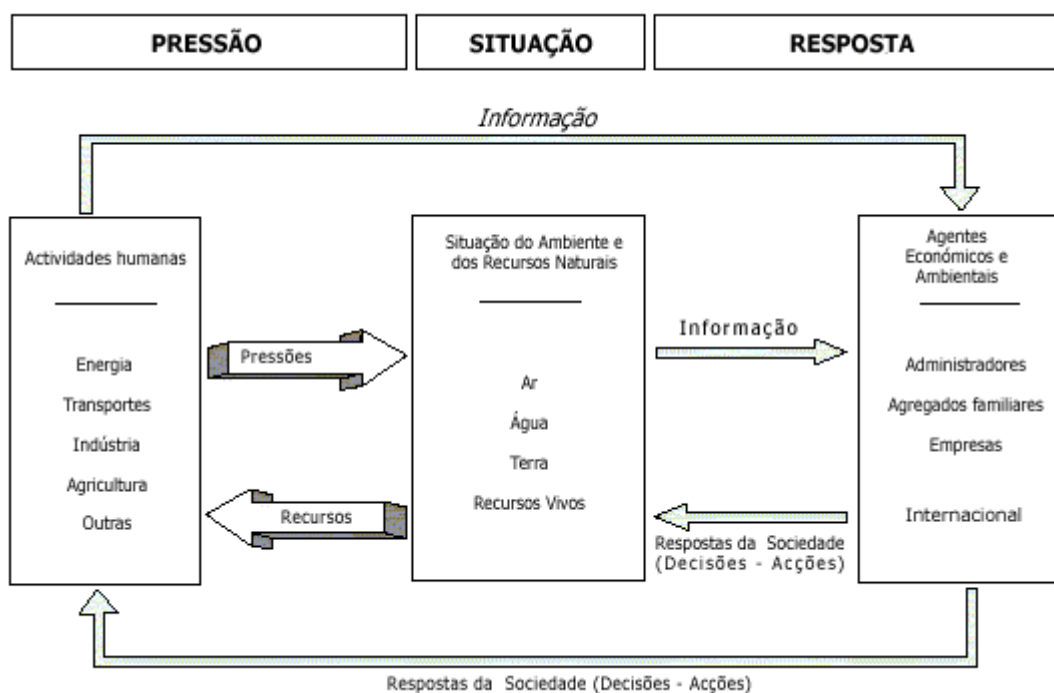 PRESSÃO
SITUAÇÃO
RESPOSTA
Informação
Actividades humanas
Energia
Transportes
Indústria
Agricultura
Outras
Pressões
Recursos
Situação do Ambiente e
dos Recursos Naturais
Ar
Água
Terra
Recursos Vivos
Informação
Respostas da Sociedade
(Decisões - Acções)
Agentes
Económicos e
Ambientais
Administradores
Agregados familiares
Empresas
Internacional
Respostas da Sociedade (Decisões - Acções)